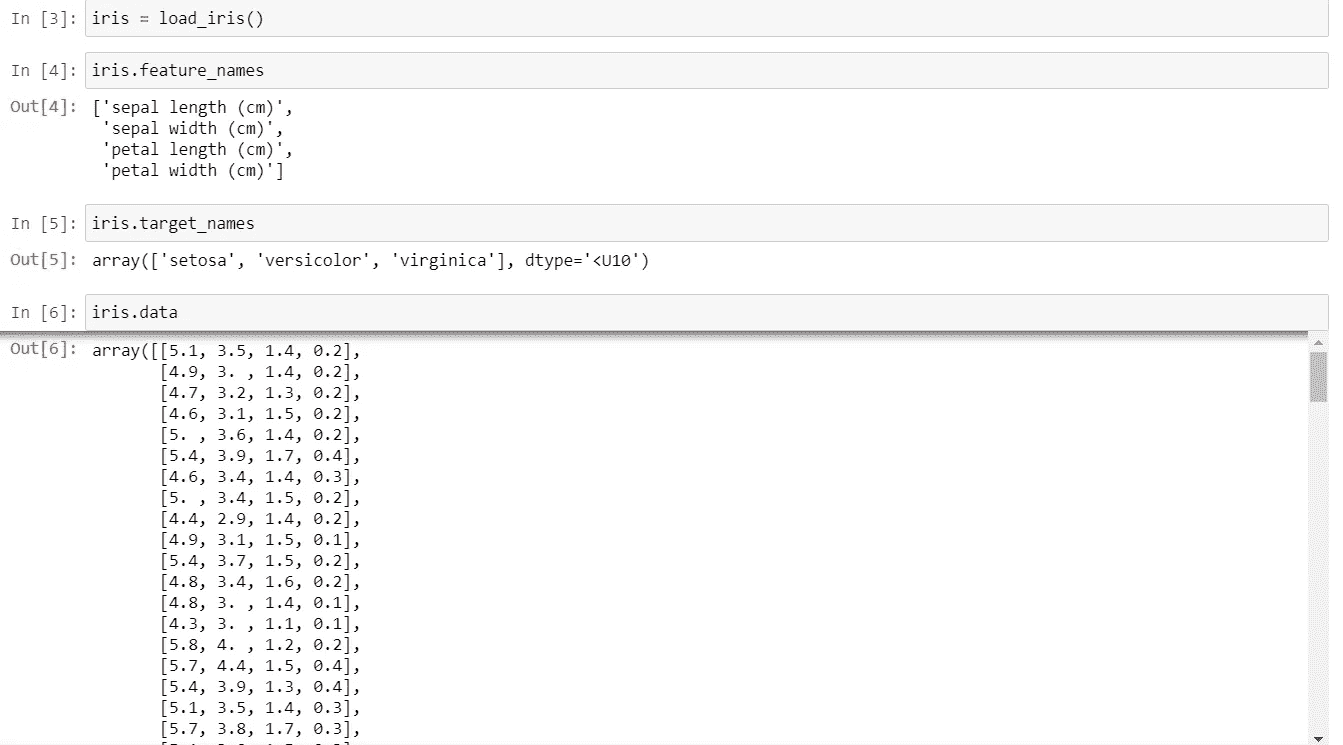 In [3]: iris = load_iris()
In [4]: iris.feature_names
Out[4]: ['sepal length (cm)',
'sepal width (cm)',
'petal length (cm)',
'petal width (cm)']
In [5]: iris.target_names
Out[5]: array(['setosa', 'versicolor', 'virginica'], dtype='<U10')
In [6]: iris.data
Out[6]: array([[5.1, 3.5, 1.4, 0.2],
[4.9, 3. , 1.4, 0.2],
[4.7, 3.2, 1.3, 0.2],
[4.6, 3.1, 1.5, 0.2],
[5. , 3.6, 1.4, 0.2],
[5.4, 3.9, 1.7, 0.4],
[4.6, 3.4, 1.4, 0.3],
[5. , 3.4, 1.5, 0.2],
[4.4, 2.9, 1.4, 0.2],
[4.9, 3.1, 1.5, 0.1],
[5.4, 3.7, 1.5, 0.2],
[4.8, 3.4, 1.6, 0.2],
[4.8, 3. , 1.4, 0.1],
[4.3, 3. , 1.1, 0.1],
[5.8, 4. , 1.2, 0.2],
[5.7, 4.4, 1.5, 0.4],
[5.4, 3.9, 1.3, 0.4],
[5.1, 3.5, 1.4, 0.3],
[5.7, 3.8, 1.7, 0.3],